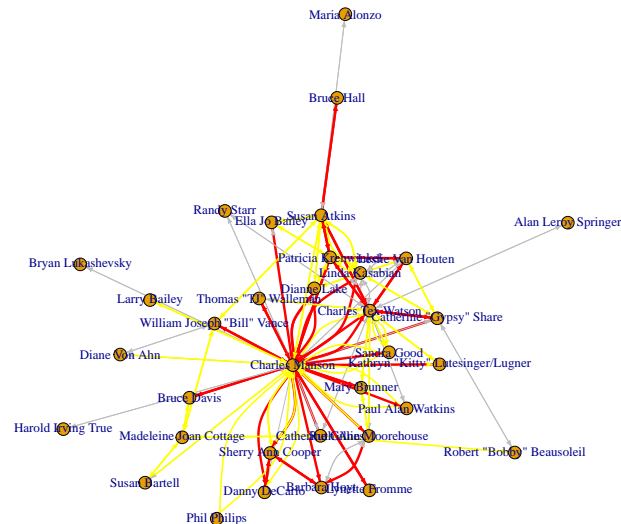 Maria Alonzo
Bruce Hall
Randy Starr
Ella Jo Bailey
Susan Atkins
Alan Leroy Springer
Bryan Lukashevsky
Patricia Krenwinkel
Leslie Van Houten
Linda Kasabian
Dianne Lake
Larry Bailey
Thomas "TJ" Walleman
Charles Tex Watson
Catherine "Gypsy" Share
William Joseph "Bill" Vance
Diane Von Ahn
Sandra Good
Charles Manson
Kathryn "Kitty" Lutesinger/Lugner
Mary Brunner
Bruce Davis
Paul Alan Watkins
Harold Irving True
Madeleine Joan Cottage
Moorehouse
Sherry Ann Cooper
Robert "Bobby" Beausoleil
Susan Bartell
Danny DeCarlo
Barbara Hoyt
Lynette Fromme
Phil Philips